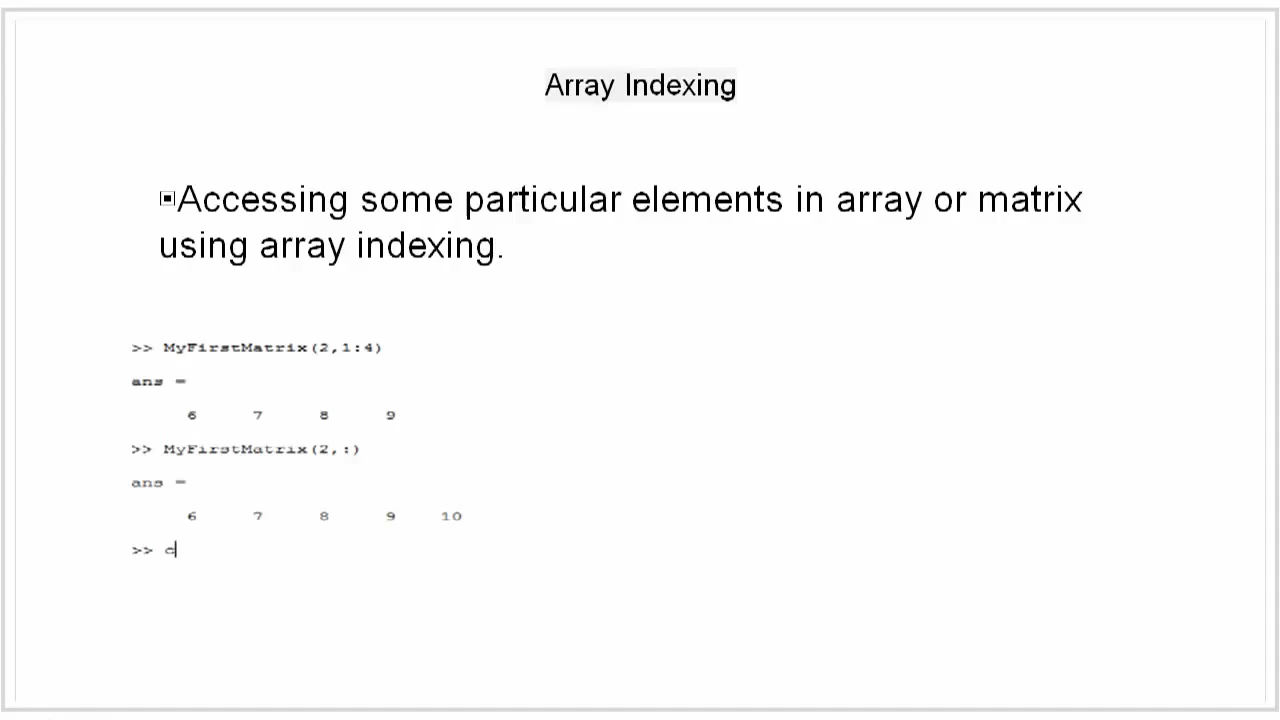 Array Indexing
▣Accessing some particular elements in array or matrix
using array indexing.
>> MyFirstMatrix(2,1:4)
ans =
6 7 8 9
>> MyFirstMatrix(2,:)
ans =
6 7 8 9 10
>> c